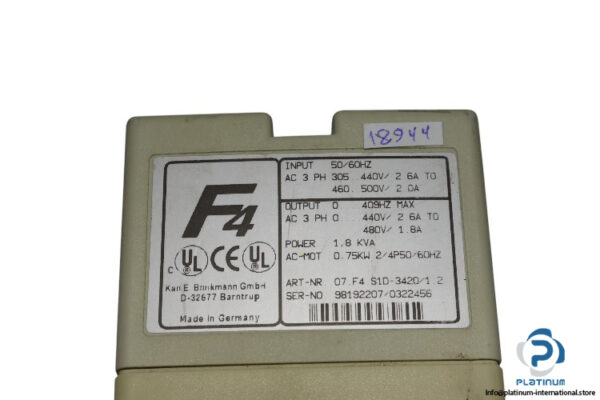 18944
F4
c UL CE UL
Karl E. Brinkmann GmbH
D-32677 Barntrup
Made in Germany
INPUT 50/60HZ
AC 3 PH 305...440V/ 2.6A TO
460..500V/ 2.0A
OUTPUT 0... 409HZ MAX
AC 3 PH 0... 440V/ 2.6A TO
480V/ 1.8A
POWER 1.8 KVA
AC-MOT 0.75KW 2/4P50/60HZ
ART-NR 07.F4 S1D-3420/1.2
SER-NO 98192207/0322456
PLATINUM
info@platinum-international.store